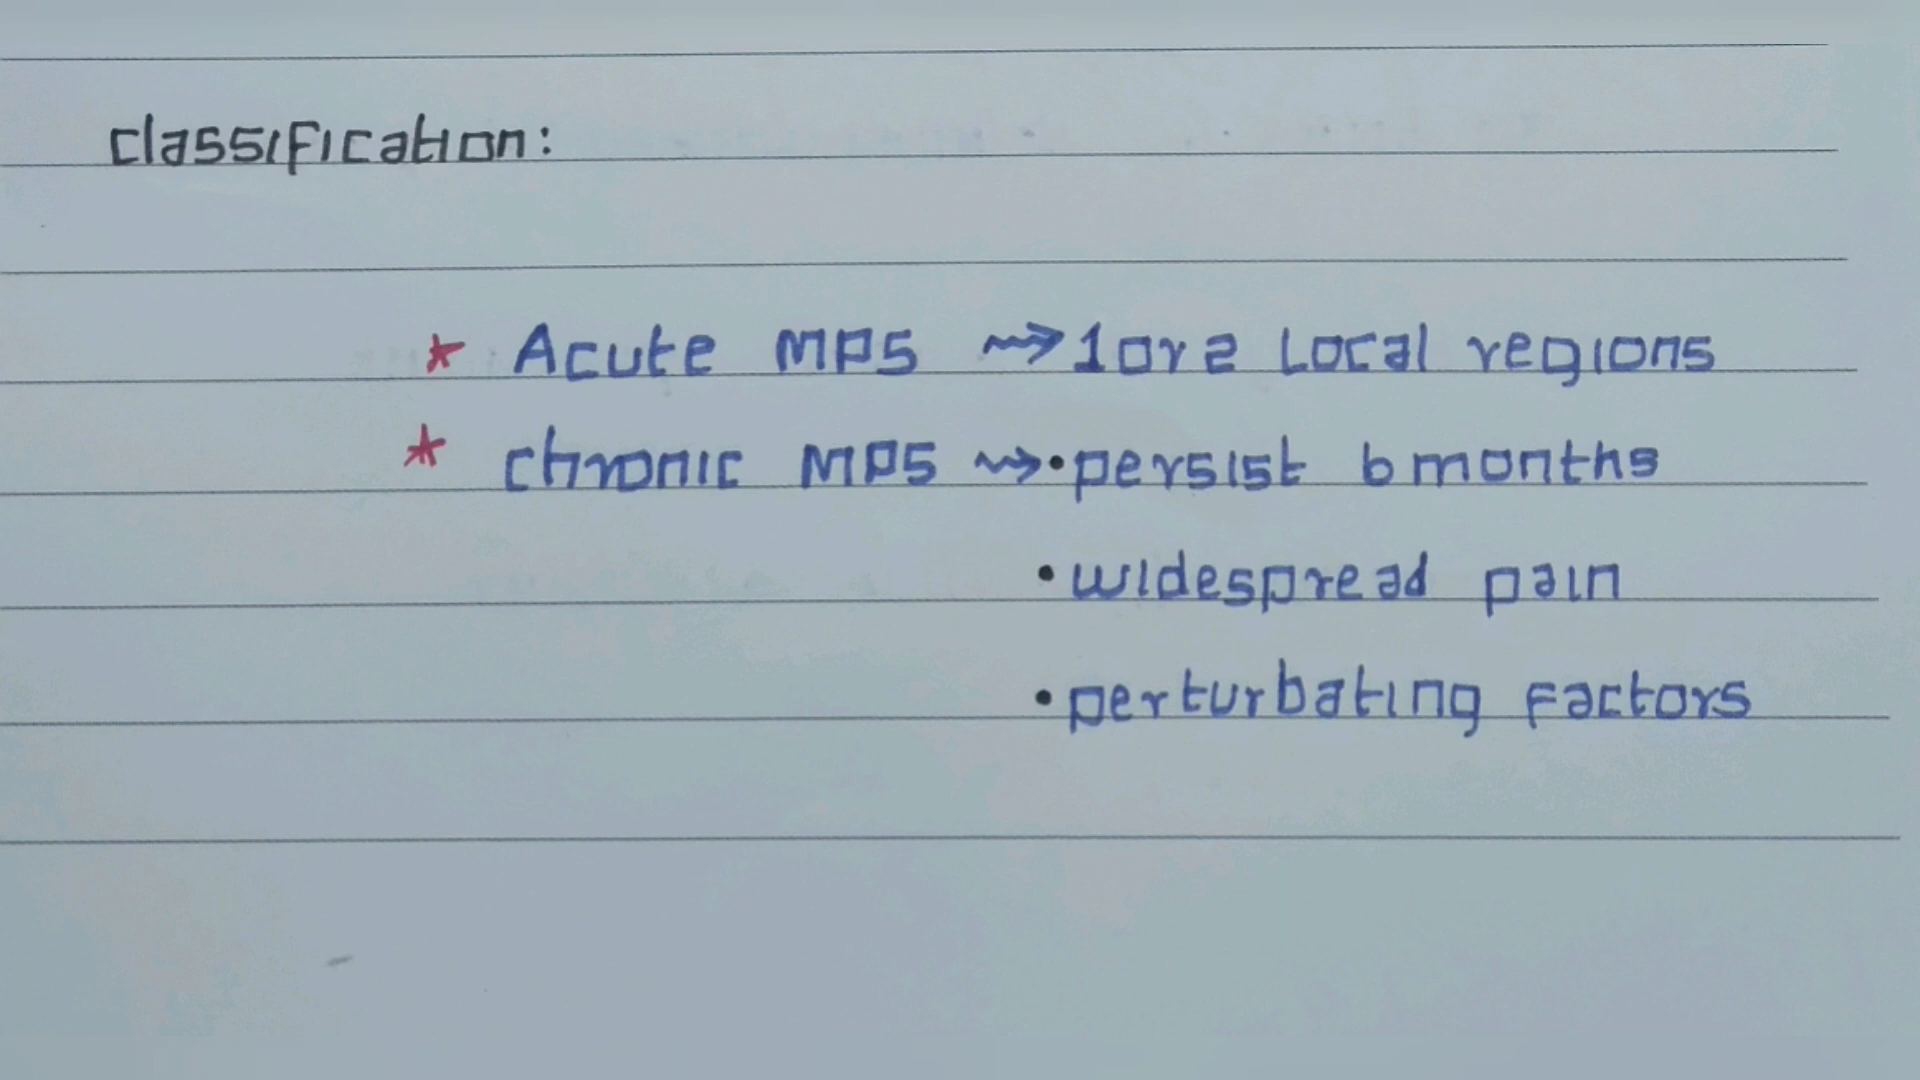 classification:
* Acute MPS ⇝ 1 or 2 Local regions
* chronic MPS ⇝ • persist 6 months
• widespread pain
• perturbating factors